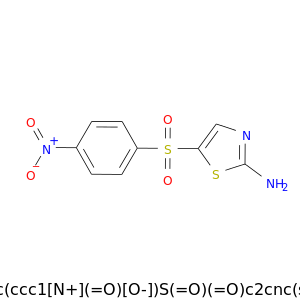 O
N+
O−
O
S
O
N
S
NH2
c(ccc1[N+](=O)[O-])S(=O)(=O)c2cnc(s